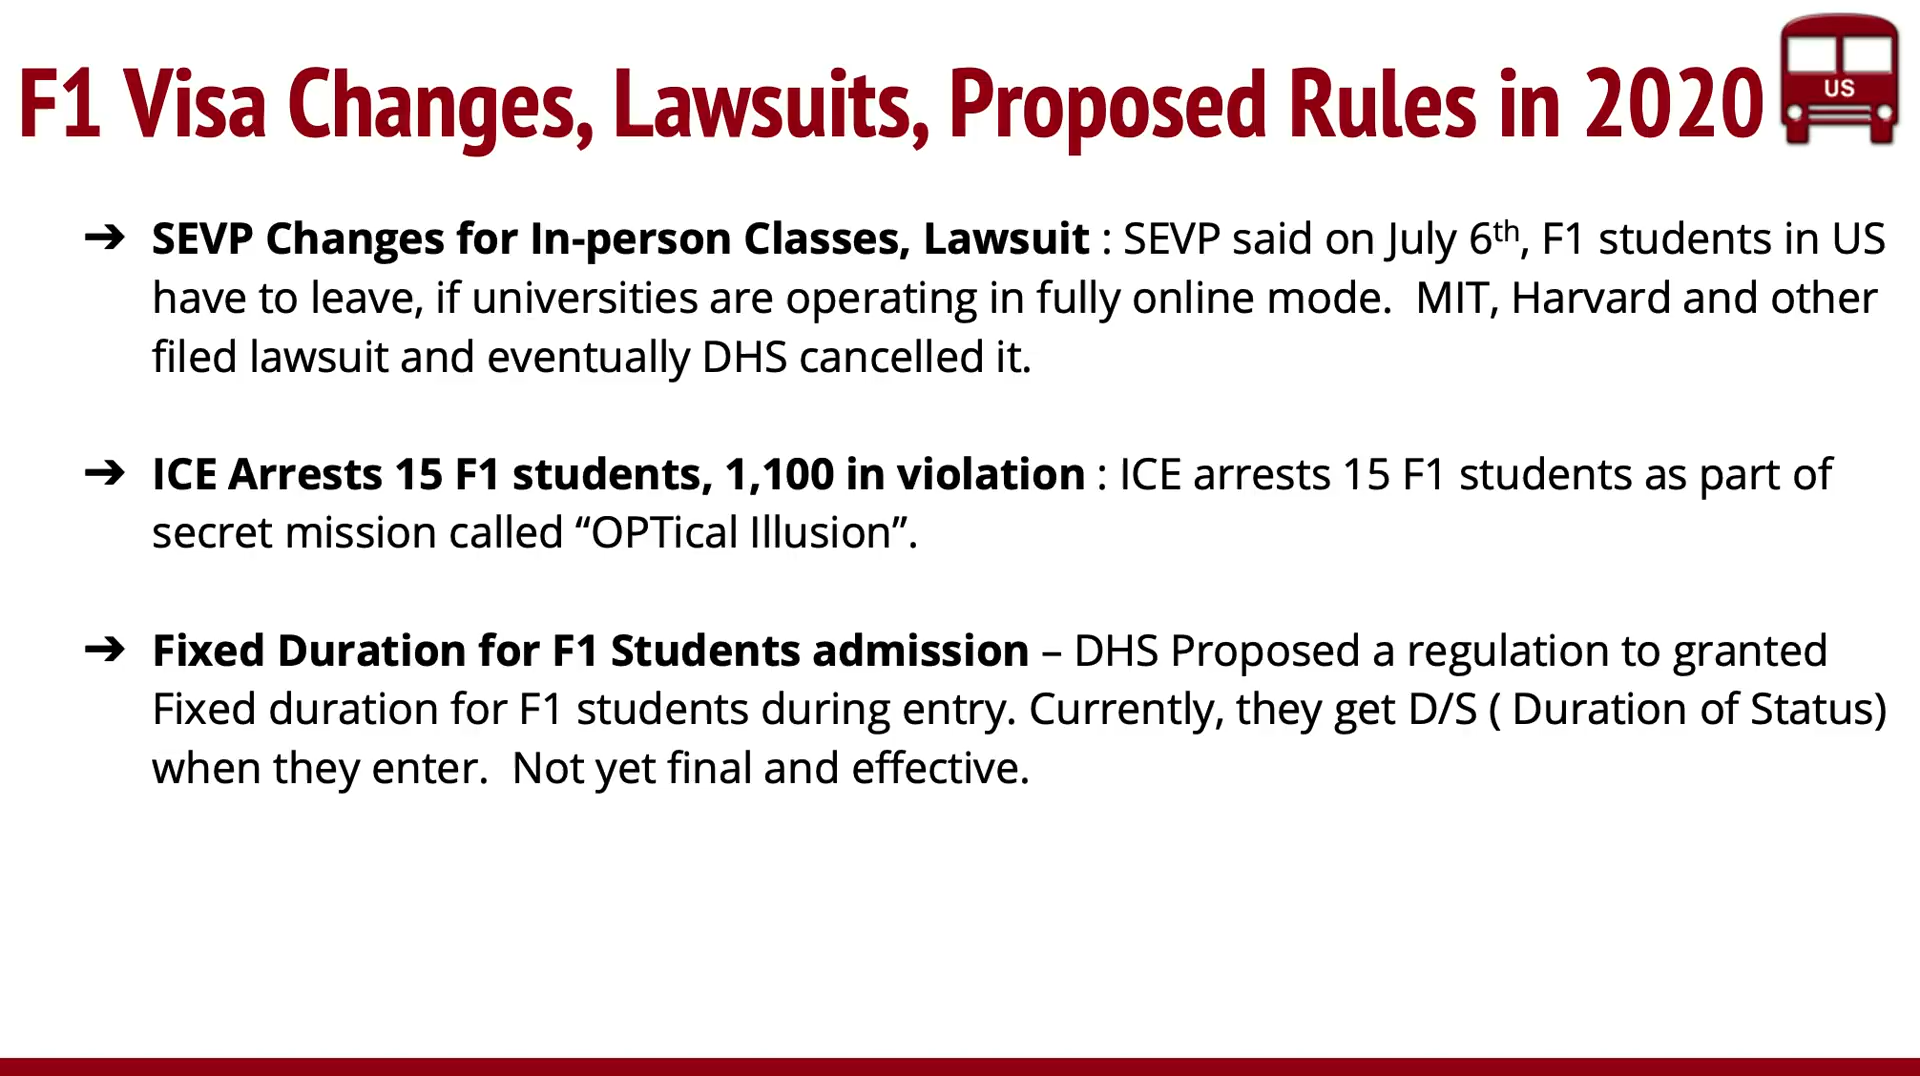 F1 Visa Changes, Lawsuits, Proposed Rules in 2020
US
➔ SEVP Changes for In-person Classes, Lawsuit : SEVP said on July 6th, F1 students in US
have to leave, if universities are operating in fully online mode.  MIT, Harvard and other
filed lawsuit and eventually DHS cancelled it.
➔ ICE Arrests 15 F1 students, 1,100 in violation : ICE arrests 15 F1 students as part of
secret mission called “OPTical Illusion”.
➔ Fixed Duration for F1 Students admission – DHS Proposed a regulation to granted
Fixed duration for F1 students during entry. Currently, they get D/S ( Duration of Status)
when they enter.  Not yet final and effective.